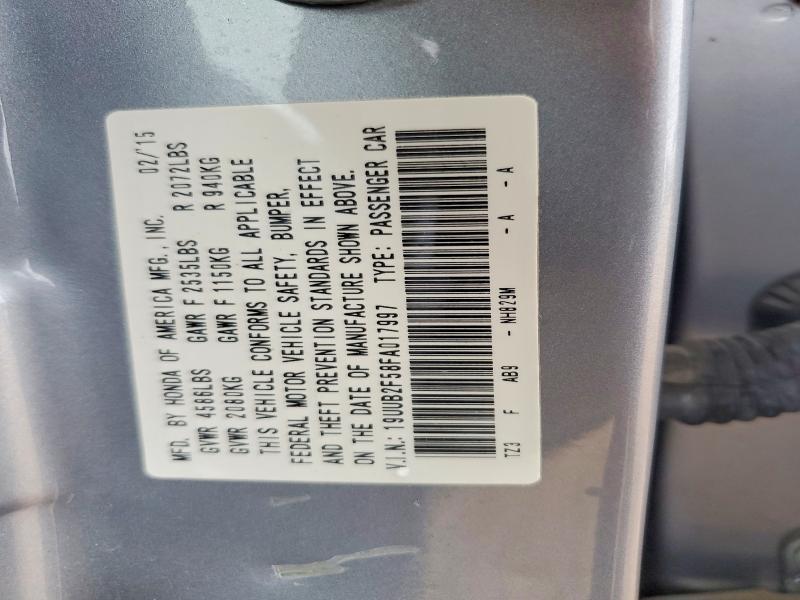 MFD. BY HONDA OF AMERICA MFG., INC. 02/15
GVWR 4586LBS GAWR F 2535LBS R 2072LBS
GVWR 2080KG GAWR F 1150KG R 940KG
THIS VEHICLE CONFORMS TO ALL APPLICABLE
FEDERAL MOTOR VEHICLE SAFETY, BUMPER,
AND THEFT PREVENTION STANDARDS IN EFFECT
ON THE DATE OF MANUFACTURE SHOWN ABOVE.
V.I.N.: 19UUB2F58FA017997 TYPE: PASSENGER CAR
TZ3 F AB9 - NH829M - A - A